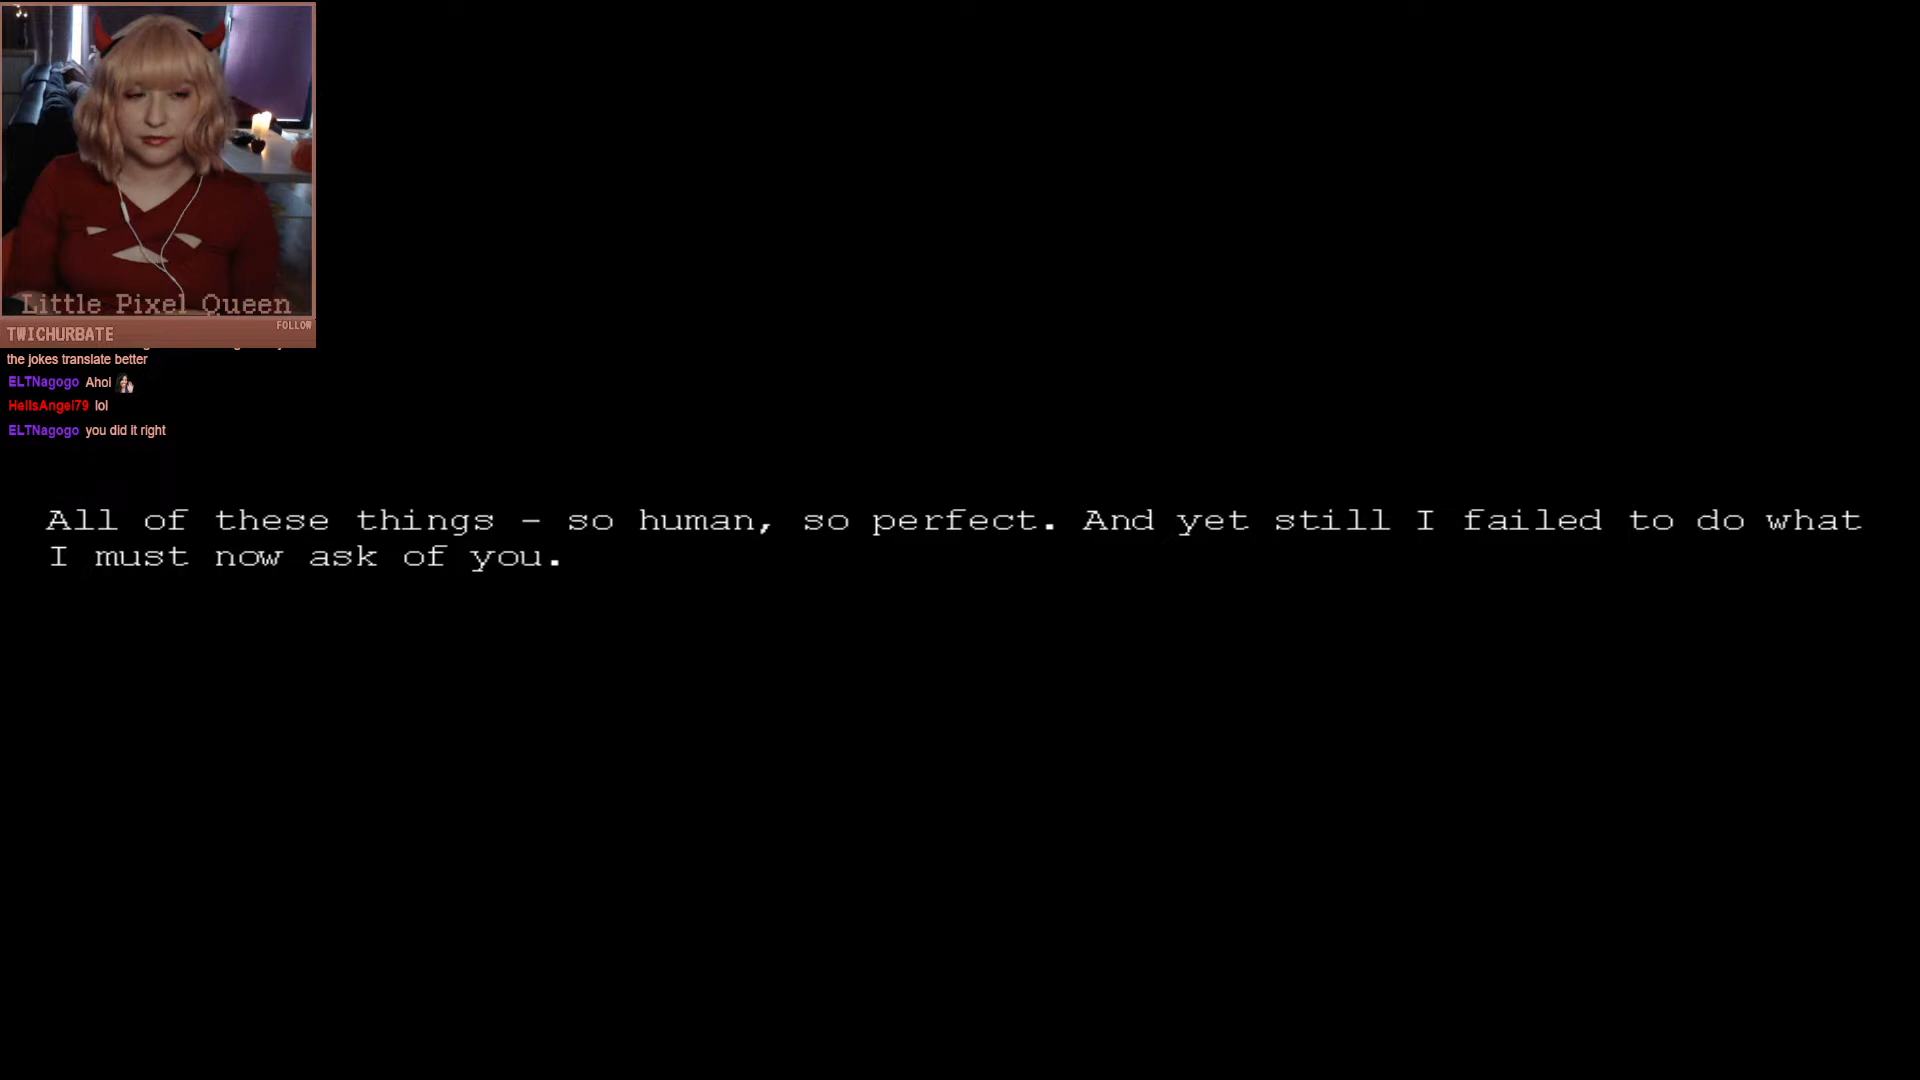 Little Pixel Queen
TWICHURBATE
FOLLOW
the jokes translate better
ELTNagogo Ahoi
HellsAngel79 lol
ELTNagogo you did it right
All of these things - so human, so perfect. And yet still I failed to do what
I must now ask of you.